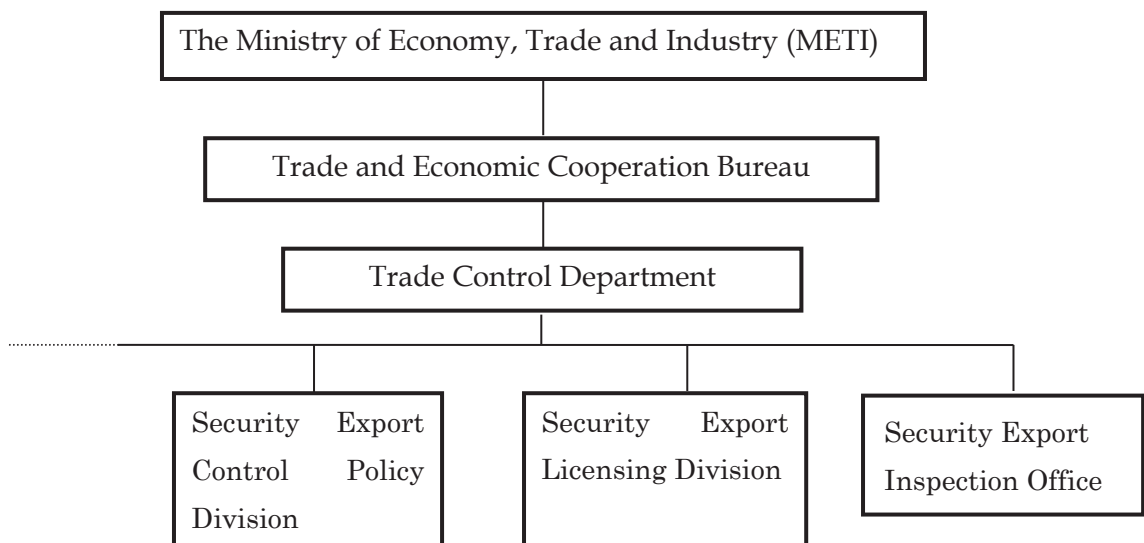 The Ministry of Economy, Trade and Industry (METI)
Trade and Economic Cooperation Bureau
Trade Control Department
Security Export
Control Policy
Division
Security Export
Licensing Division
Security Export
Inspection Office